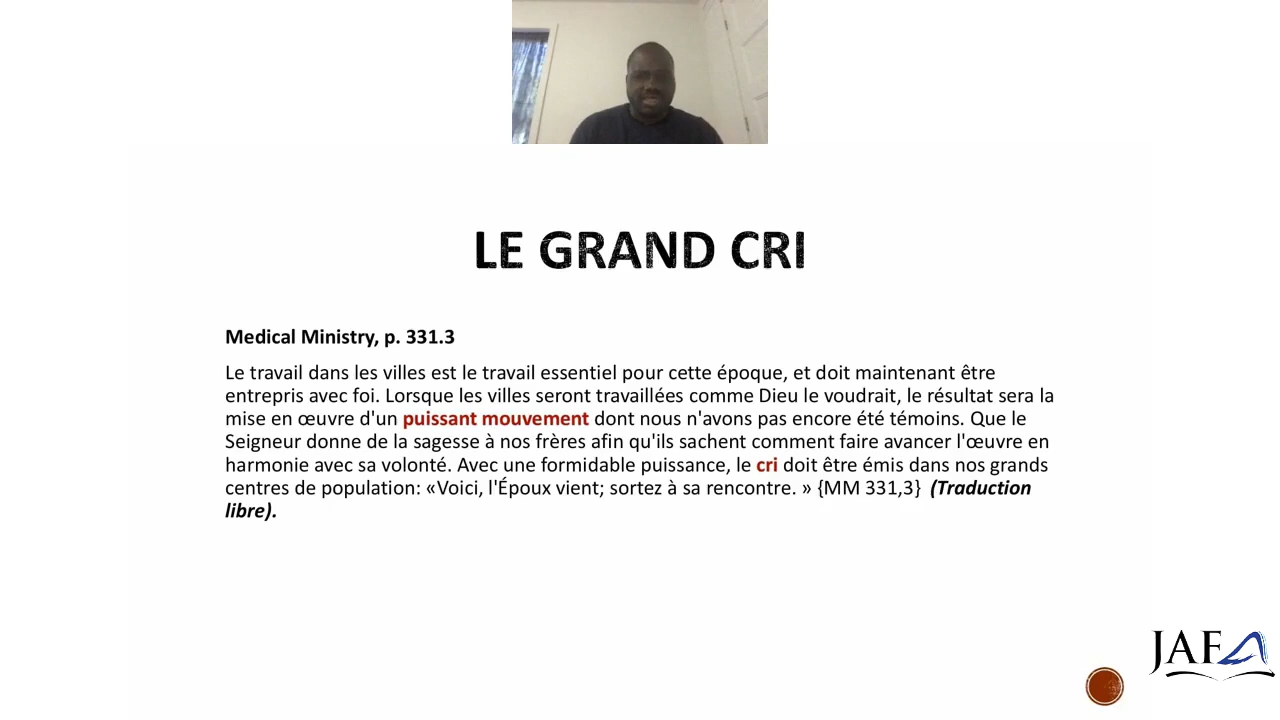 LE GRAND CRI
Medical Ministry, p. 331.3
Le travail dans les villes est le travail essentiel pour cette époque, et doit maintenant être
entrepris avec foi. Lorsque les villes seront travaillées comme Dieu le voudrait, le résultat sera la
mise en œuvre d'un puissant mouvement dont nous n'avons pas encore été témoins. Que le
Seigneur donne de la sagesse à nos frères afin qu'ils sachent comment faire avancer l'œuvre en
harmonie avec sa volonté. Avec une formidable puissance, le cri doit être émis dans nos grands
centres de population: «Voici, l'Époux vient; sortez à sa rencontre. » {MM 331,3} (Traduction
libre).
JAFA